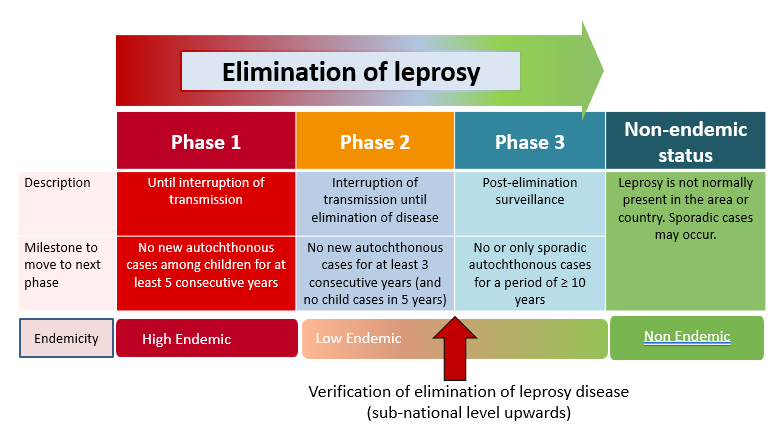 Elimination of leprosy
Phase 1
Phase 2
Phase 3
Non-endemic
status
Description
Until interruption of
transmission
Interruption of
transmission until
elimination of disease
Post-elimination
surveillance
Leprosy is not normally
present in the area or
country. Sporadic cases
may occur.
Milestone to
move to next
phase
No new autochthonous
cases among children for at
least 5 consecutive years
No new autochthonous
cases for at least 3
consecutive years (and
no child cases in 5 years)
No or only sporadic
autochthonous cases
for a period of ≥ 10
years
Endemicity
High Endemic
Low Endemic
Non Endemic
Verification of elimination of leprosy disease
(sub-national level upwards)